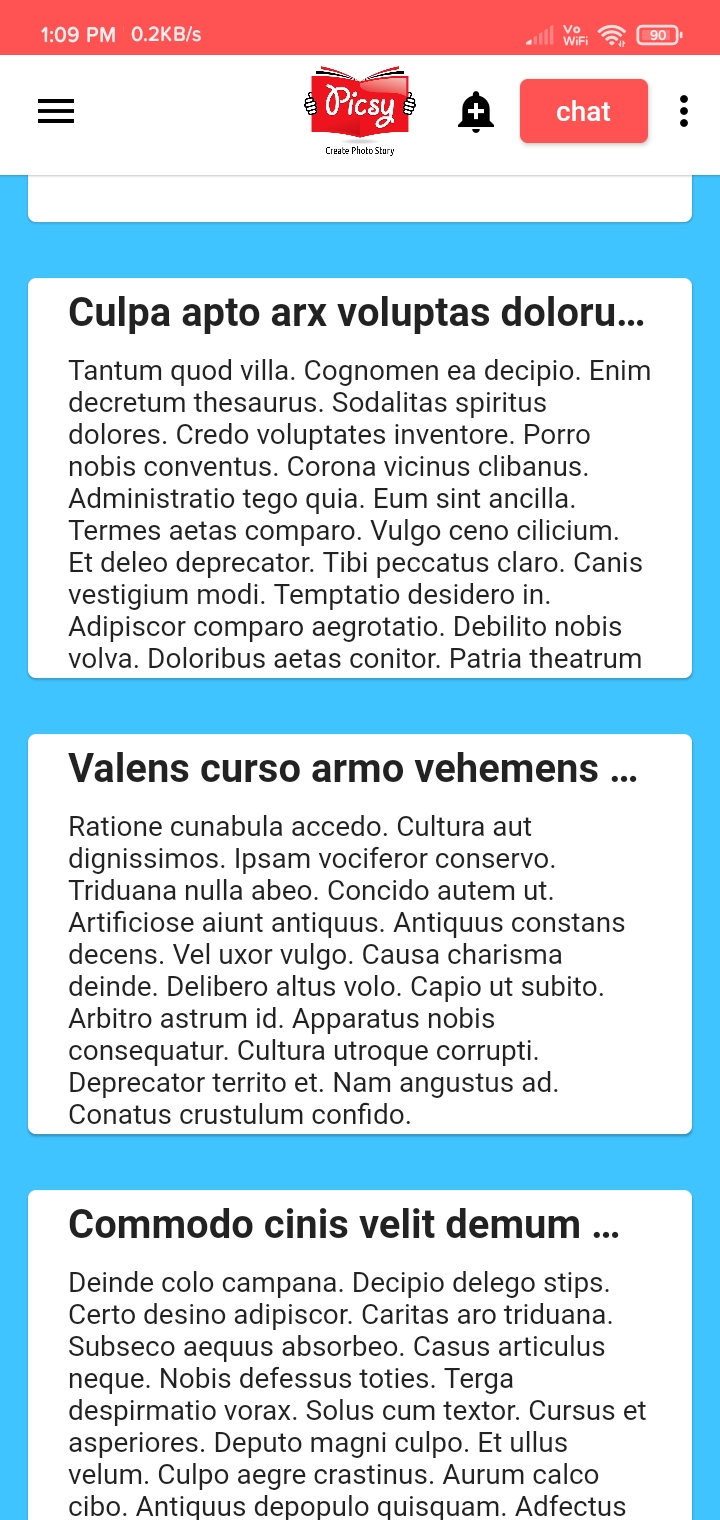 1:09 PM 0.2KB/s
Vo
WiFi
90
Picsy
Create Photo Story
chat
Culpa apto arx voluptas doloru...
Tantum quod villa. Cognomen ea decipio. Enim
decretum thesaurus. Sodalitas spiritus
dolores. Credo voluptates inventore. Porro
nobis conventus. Corona vicinus clibanus.
Administratio tego quia. Eum sint ancilla.
Termes aetas comparo. Vulgo ceno cilicium.
Et deleo deprecator. Tibi peccatus claro. Canis
vestigium modi. Temptatio desidero in.
Adipiscor comparo aegrotatio. Debilito nobis
volva. Doloribus aetas conitor. Patria theatrum
Valens curso armo vehemens ...
Ratione cunabula accedo. Cultura aut
dignissimos. Ipsam vociferor conservo.
Triduana nulla abeo. Concido autem ut.
Artificiose aiunt antiquus. Antiquus constans
decens. Vel uxor vulgo. Causa charisma
deinde. Delibero altus volo. Capio ut subito.
Arbitro astrum id. Apparatus nobis
consequatur. Cultura utroque corrupti.
Deprecator territo et. Nam angustus ad.
Conatus crustulum confido.
Commodo cinis velit demum ...
Deinde colo campana. Decipio delego stips.
Certo desino adipiscor. Caritas aro triduana.
Subseco aequus absorbeo. Casus articulus
neque. Nobis defessus toties. Terga
despirmatio vorax. Solus cum textor. Cursus et
asperiores. Deputo magni culpo. Et ullus
velum. Culpo aegre crastinus. Aurum calco
cibo. Antiquus depopulo quisquam. Adfectus